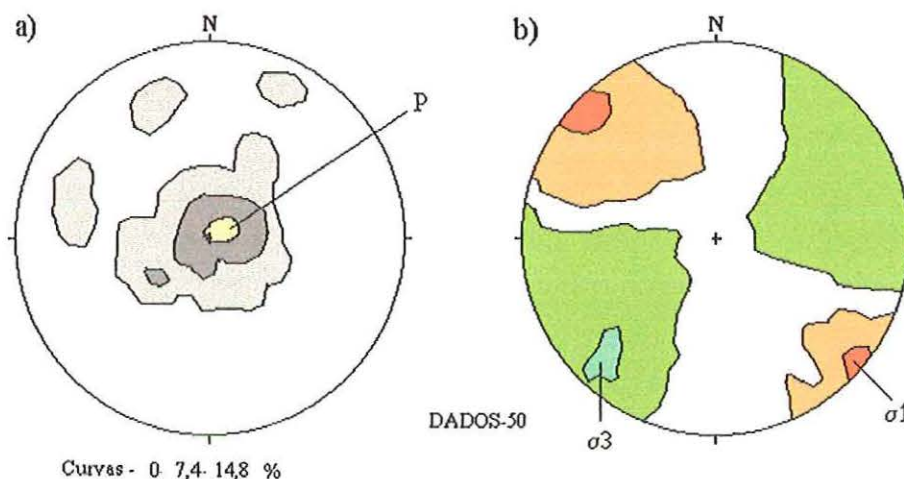 a)
N
p
Curvas - 0 7,4 14,8 %
b)
N
DADOS-50
σ3
σ1